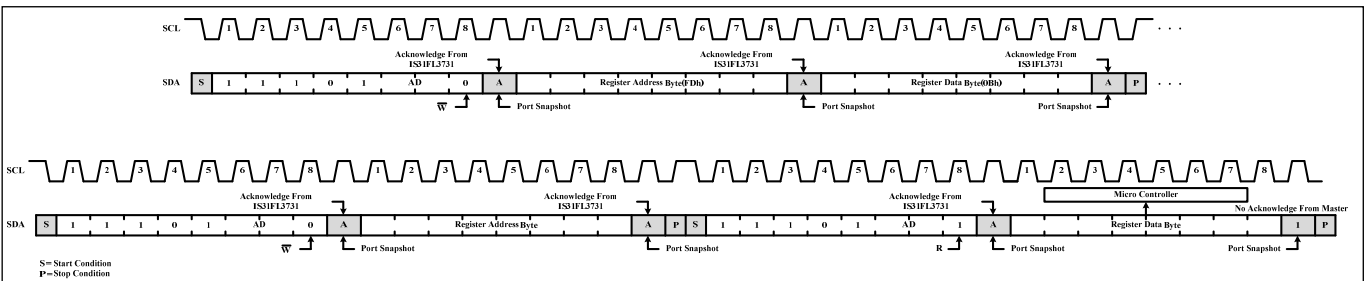 SCL 1 2 3 4 5 6 7 8 1 2 3 4 5 6 7 8 1 2 3 4 5 6 7 8 . . .
Acknowledge From
IS31FL3731
Acknowledge From
IS31FL3731
Acknowledge From
IS31FL3731
SDA S 1 1 1 0 1 AD 0 A Register Address Byte(FDh) A Register Data Byte(0Bh) A P . . .
W Port Snapshot Port Snapshot Port Snapshot
SCL 1 2 3 4 5 6 7 8 1 2 3 4 5 6 7 8 1 2 3 4 5 6 7 8 1 2 3 4 5 6 7 8
Acknowledge From
IS31FL3731
Acknowledge From
IS31FL3731
Acknowledge From
IS31FL3731
Micro Controller
No Acknowledge From Master
SDA S 1 1 1 0 1 AD 0 A Register Address Byte A P S 1 1 1 0 1 AD 1 A Register Data Byte 1 P
W Port Snapshot Port Snapshot R Port Snapshot Port Snapshot
S= Start Condition
P= Stop Condition